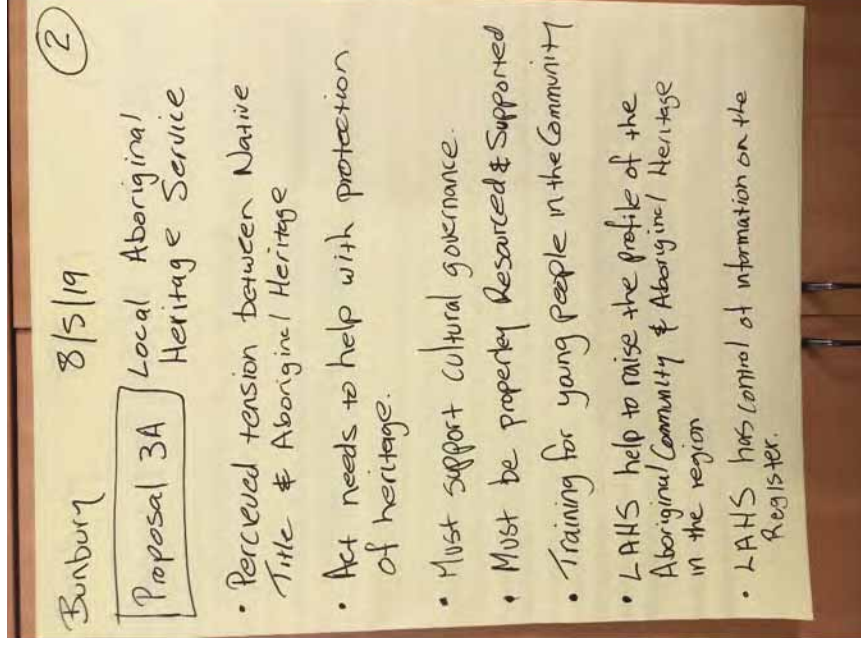 Bunbury 8/5/19 2
Proposal 3A Local Aboriginal
Heritage Service
• Percieved tension between Native
Title & Aboriginal Heritage
• Act needs to help with protection
of heritage.
• Must support cultural governance.
• Must be properley Resourced & Supported
• Training for young people in the Community
• LAHS help to raise the profile of the
Aboriginal Community & Aboriginal Heritage
in the region
• LAHS has control of information on the
Register.